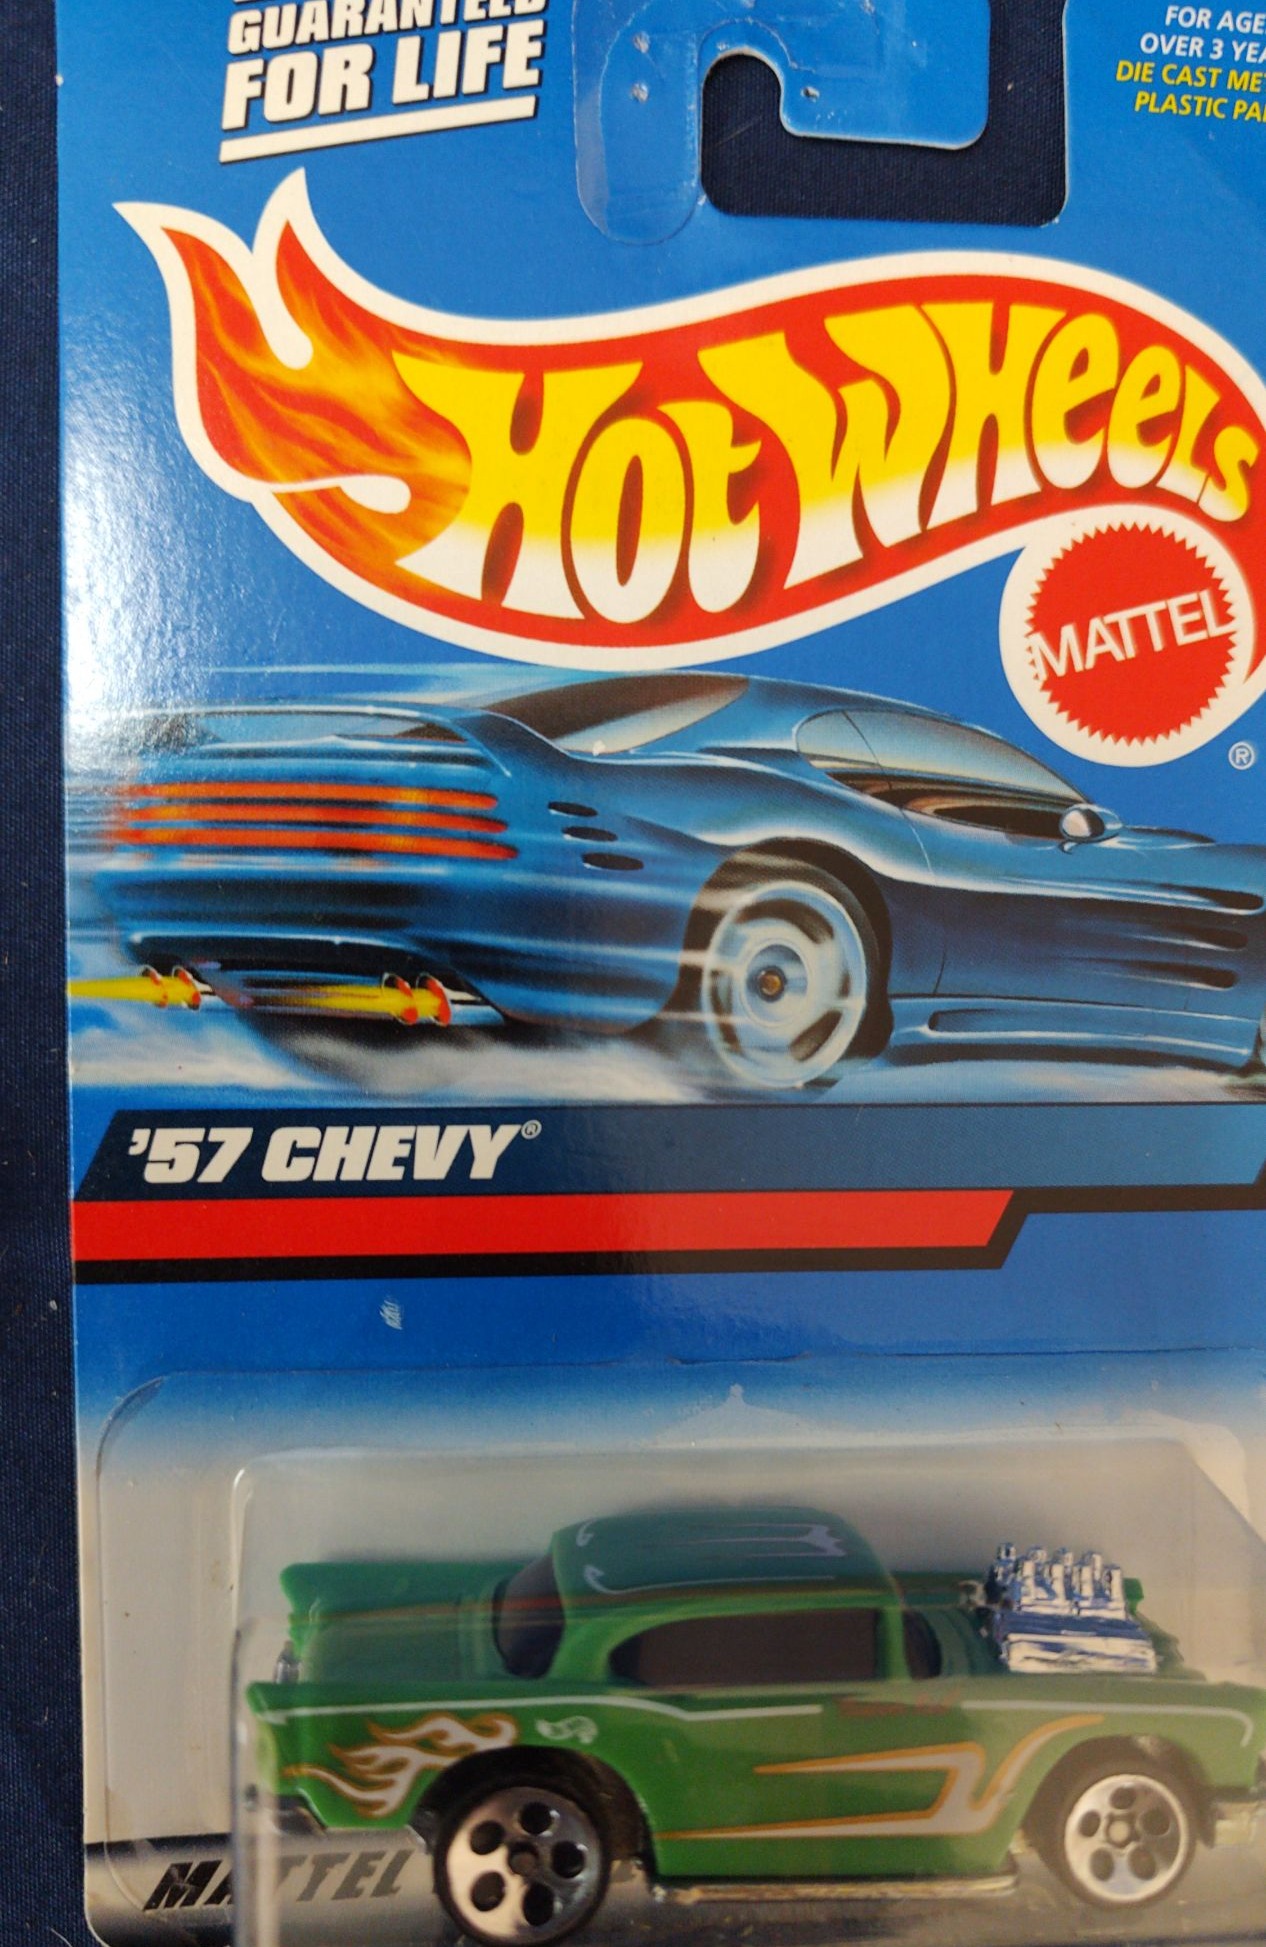 GUARANTEED
FOR LIFE
FOR AGE
OVER 3 YEA
DIE CAST MET
PLASTIC PA
Hot Wheels
MATTEL
®
'57 CHEVY®
MATTEL